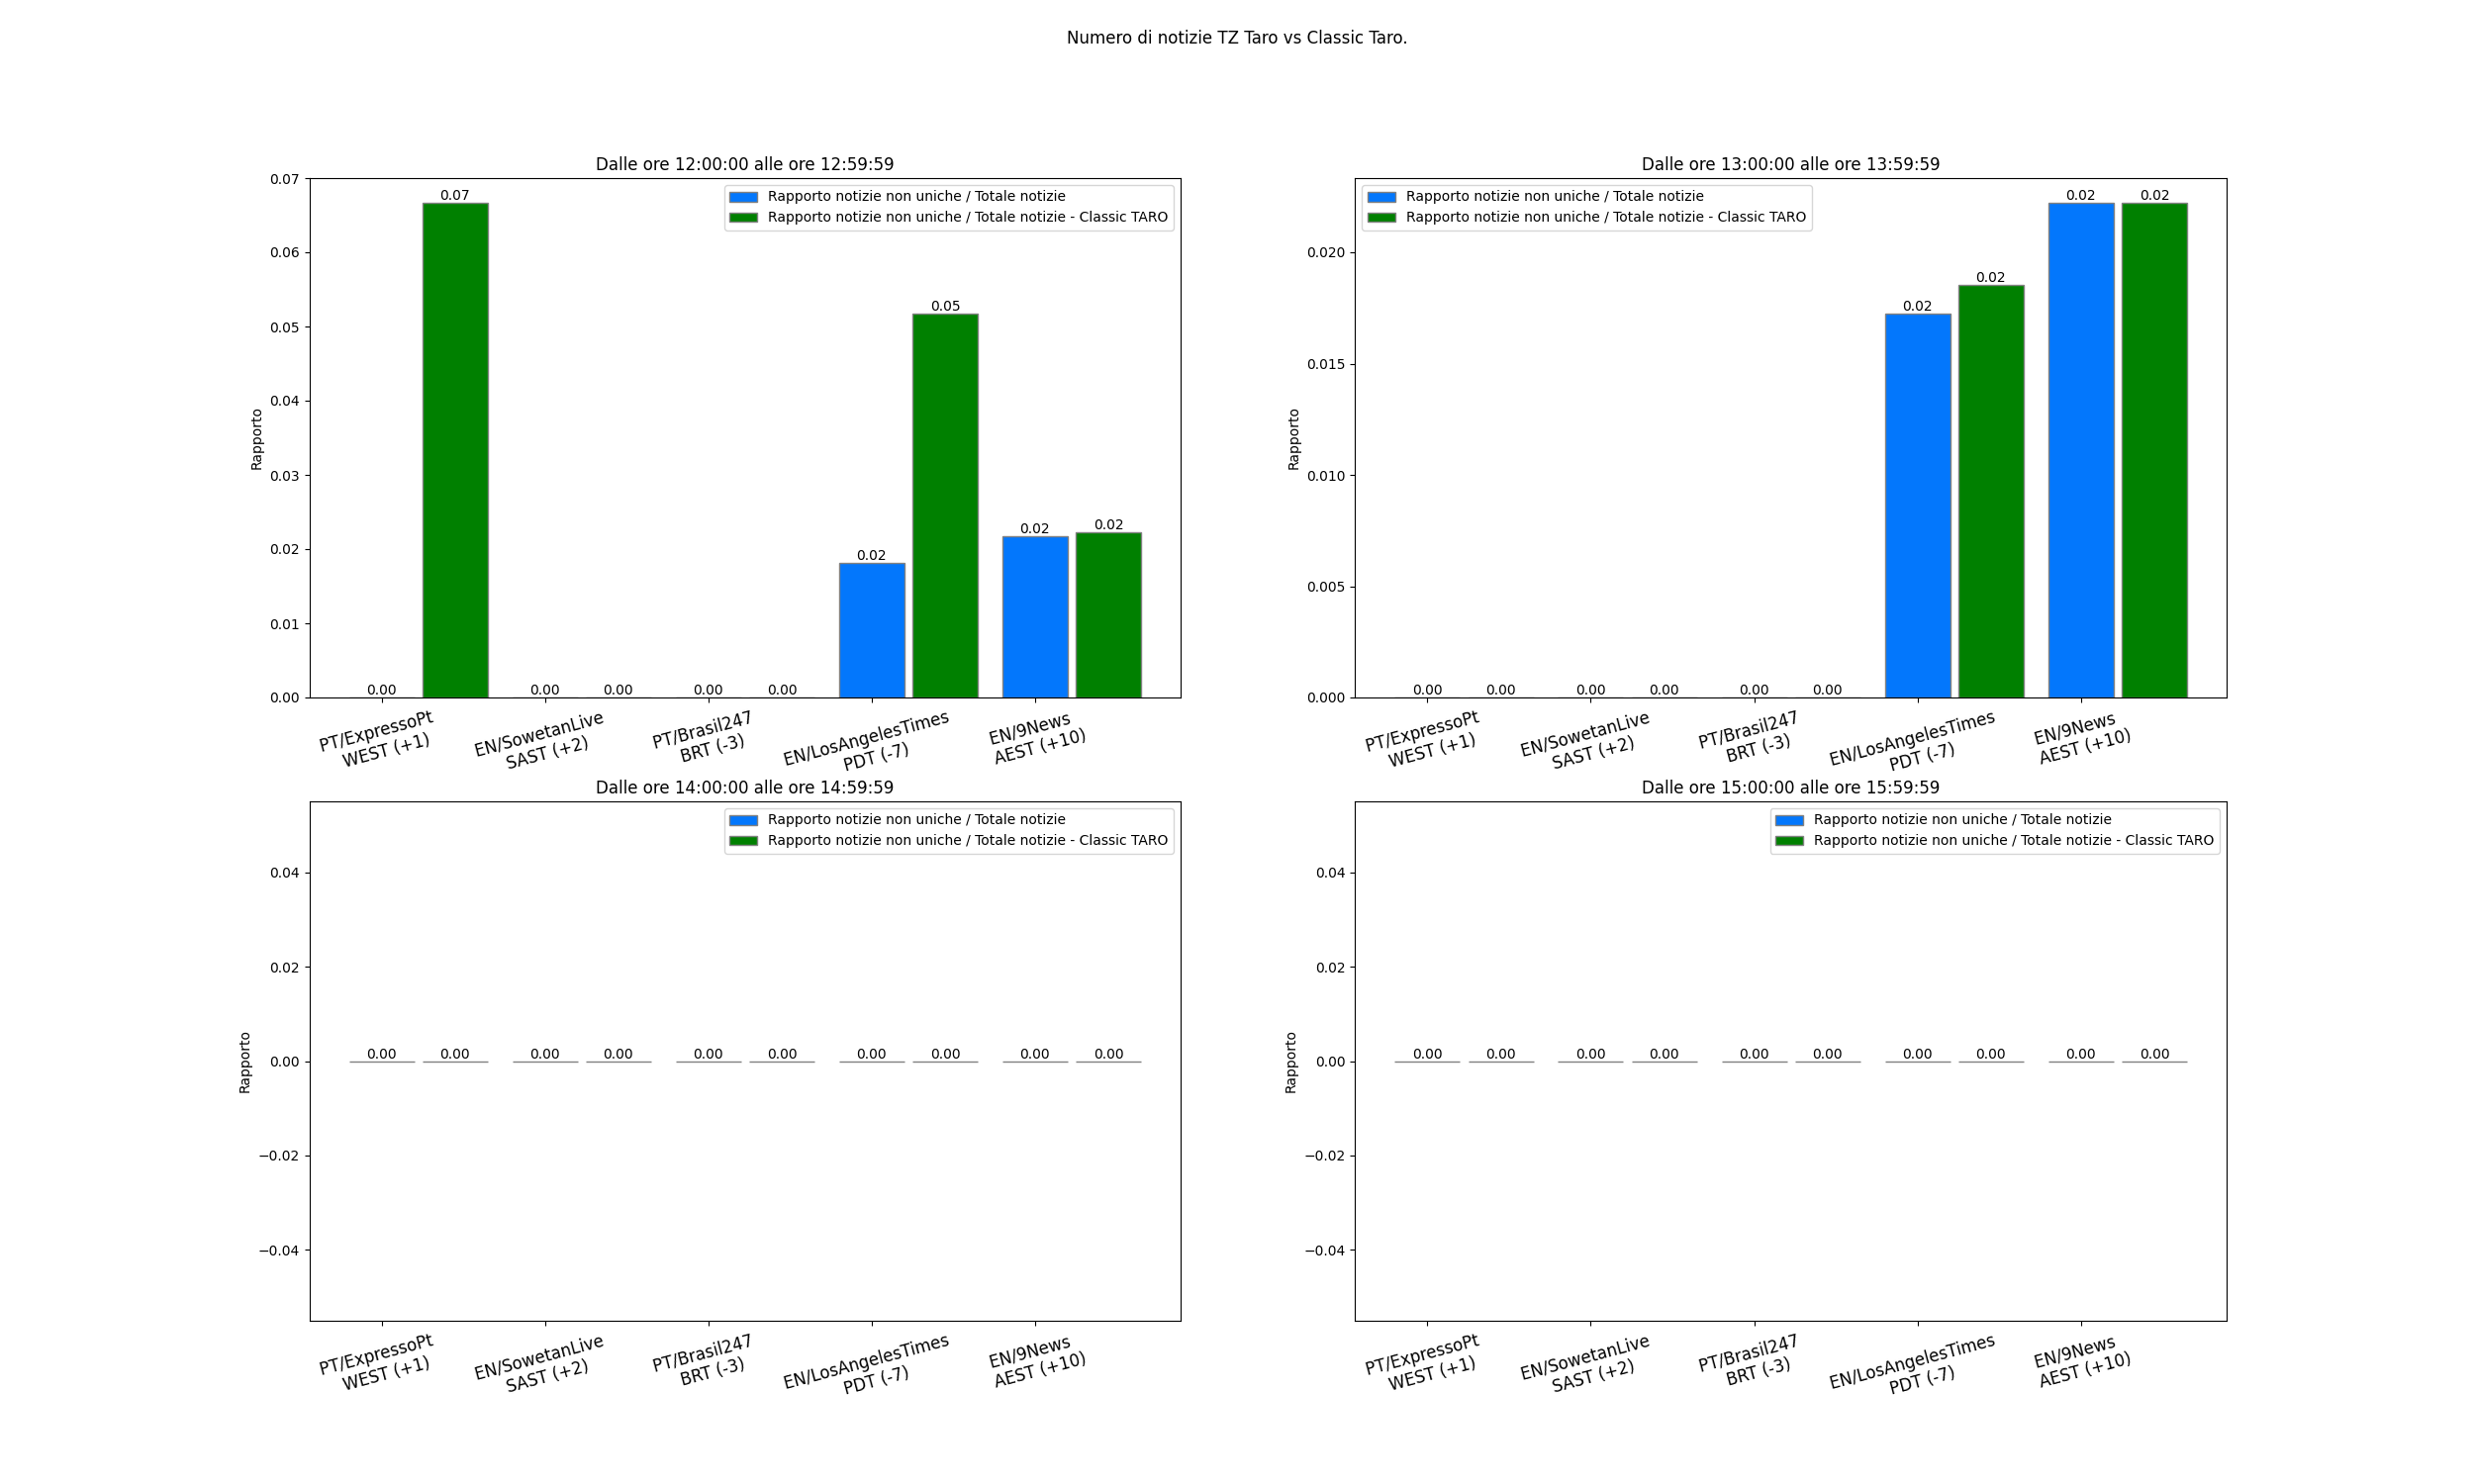 Numero di notizie TZ Taro vs Classic Taro.
Dalle ore 12:00:00 alle ore 12:59:59
Rapporto notizie non uniche / Totale notizie
Rapporto notizie non uniche / Totale notizie - Classic TARO
Rapporto
0.07
0.06
0.05
0.04
0.03
0.02
0.01
0.00
0.00
0.07
0.00
0.00
0.00
0.00
0.02
0.05
0.02
0.02
PT/ExpressoPt
WEST (+1)
EN/SowetanLive
SAST (+2)
PT/Brasil247
BRT (-3)
EN/LosAngelesTimes
PDT (-7)
EN/9News
AEST (+10)
Dalle ore 13:00:00 alle ore 13:59:59
Rapporto notizie non uniche / Totale notizie
Rapporto notizie non uniche / Totale notizie - Classic TARO
Rapporto
0.020
0.015
0.010
0.005
0.000
0.00
0.00
0.00
0.00
0.00
0.00
0.02
0.02
0.02
0.02
PT/ExpressoPt
WEST (+1)
EN/SowetanLive
SAST (+2)
PT/Brasil247
BRT (-3)
EN/LosAngelesTimes
PDT (-7)
EN/9News
AEST (+10)
Dalle ore 14:00:00 alle ore 14:59:59
Rapporto notizie non uniche / Totale notizie
Rapporto notizie non uniche / Totale notizie - Classic TARO
Rapporto
0.04
0.02
0.00
−0.02
−0.04
0.00
0.00
0.00
0.00
0.00
0.00
0.00
0.00
0.00
0.00
PT/ExpressoPt
WEST (+1)
EN/SowetanLive
SAST (+2)
PT/Brasil247
BRT (-3)
EN/LosAngelesTimes
PDT (-7)
EN/9News
AEST (+10)
Dalle ore 15:00:00 alle ore 15:59:59
Rapporto notizie non uniche / Totale notizie
Rapporto notizie non uniche / Totale notizie - Classic TARO
Rapporto
0.04
0.02
0.00
−0.02
−0.04
0.00
0.00
0.00
0.00
0.00
0.00
0.00
0.00
0.00
0.00
PT/ExpressoPt
WEST (+1)
EN/SowetanLive
SAST (+2)
PT/Brasil247
BRT (-3)
EN/LosAngelesTimes
PDT (-7)
EN/9News
AEST (+10)